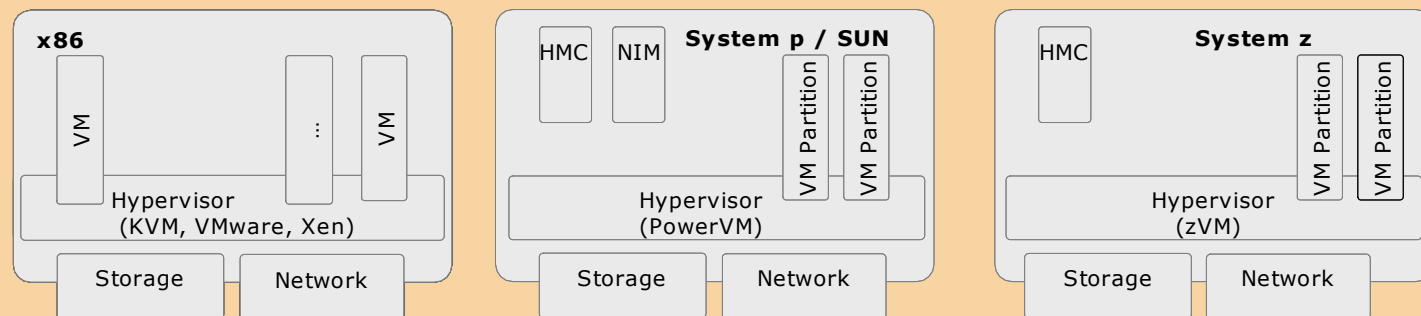 x86
VM
...
VM
Hypervisor
(KVM, VMware, Xen)
Storage
Network
System p / SUN
HMC
NIM
VM Partition
VM Partition
Hypervisor
(PowerVM)
Storage
Network
System z
HMC
VM Partition
VM Partition
Hypervisor
(zVM)
Storage
Network